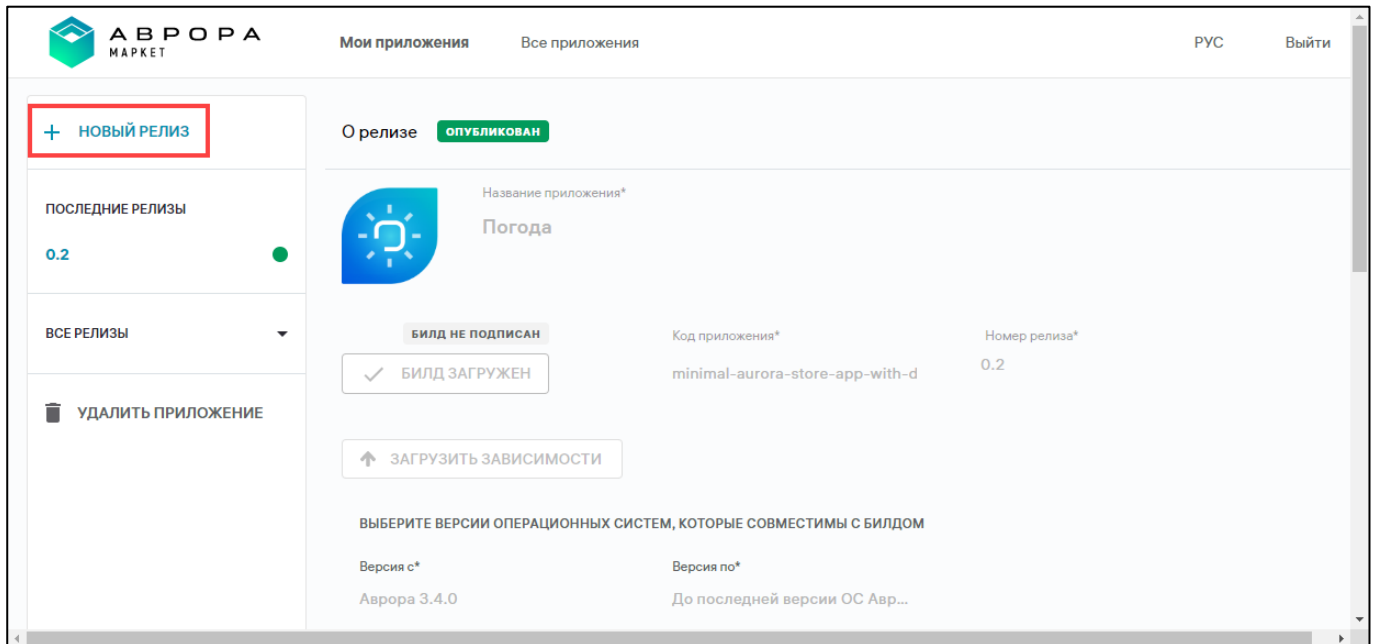 АВРОРА
МАРКЕТ
Мои приложения
Все приложения
РУС
Выйти
+ НОВЫЙ РЕЛИЗ
ПОСЛЕДНИЕ РЕЛИЗЫ
0.2
ВСЕ РЕЛИЗЫ
УДАЛИТЬ ПРИЛОЖЕНИЕ
О релизе
ОПУБЛИКОВАН
Название приложения*
Погода
БИЛД НЕ ПОДПИСАН
БИЛД ЗАГРУЖЕН
Код приложения*
minimal-aurora-store-app-with-d
Номер релиза*
0.2
ЗАГРУЗИТЬ ЗАВИСИМОСТИ
ВЫБЕРИТЕ ВЕРСИИ ОПЕРАЦИОННЫХ СИСТЕМ, КОТОРЫЕ СОВМЕСТИМЫ С БИЛДОМ
Версия с*
Аврора 3.4.0
Версия по*
До последней версии ОС Авр...